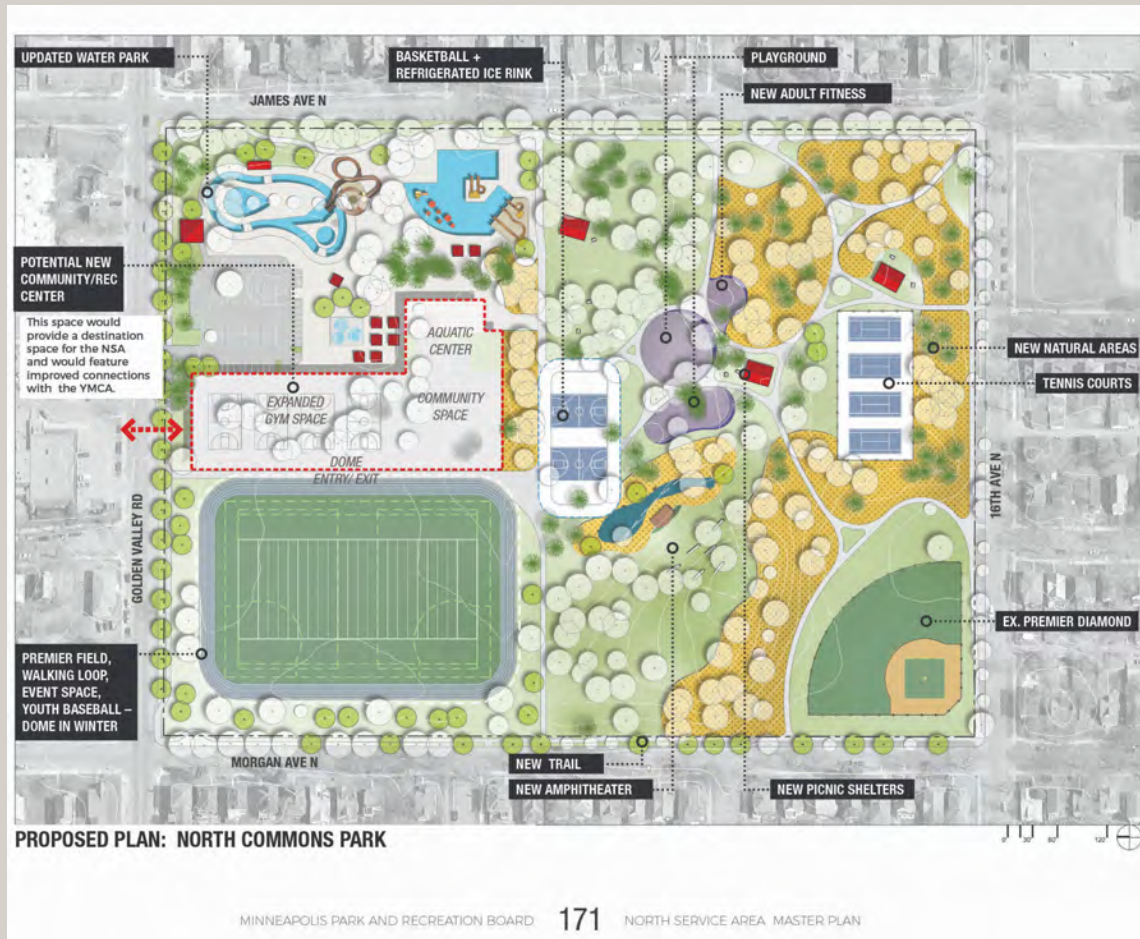 UPDATED WATER PARK
BASKETBALL +
REFRIGERATED ICE RINK
PLAYGROUND
NEW ADULT FITNESS
JAMES AVE N
POTENTIAL NEW
COMMUNITY/REC
CENTER
This space would
provide a destination
space for the NSA
and would feature
improved connections
with the YMCA.
AQUATIC
CENTER
EXPANDED
GYM SPACE
COMMUNITY
SPACE
DOME
ENTRY/ EXIT
NEW NATURAL AREAS
TENNIS COURTS
GOLDEN VALLEY RD
16TH AVE N
EX. PREMIER DIAMOND
PREMIER FIELD,
WALKING LOOP,
EVENT SPACE,
YOUTH BASEBALL –
DOME IN WINTER
MORGAN AVE N
NEW TRAIL
NEW AMPHITHEATER
NEW PICNIC SHELTERS
PROPOSED PLAN: NORTH COMMONS PARK
0' 30' 60' 120'
MINNEAPOLIS PARK AND RECREATION BOARD 171 NORTH SERVICE AREA MASTER PLAN